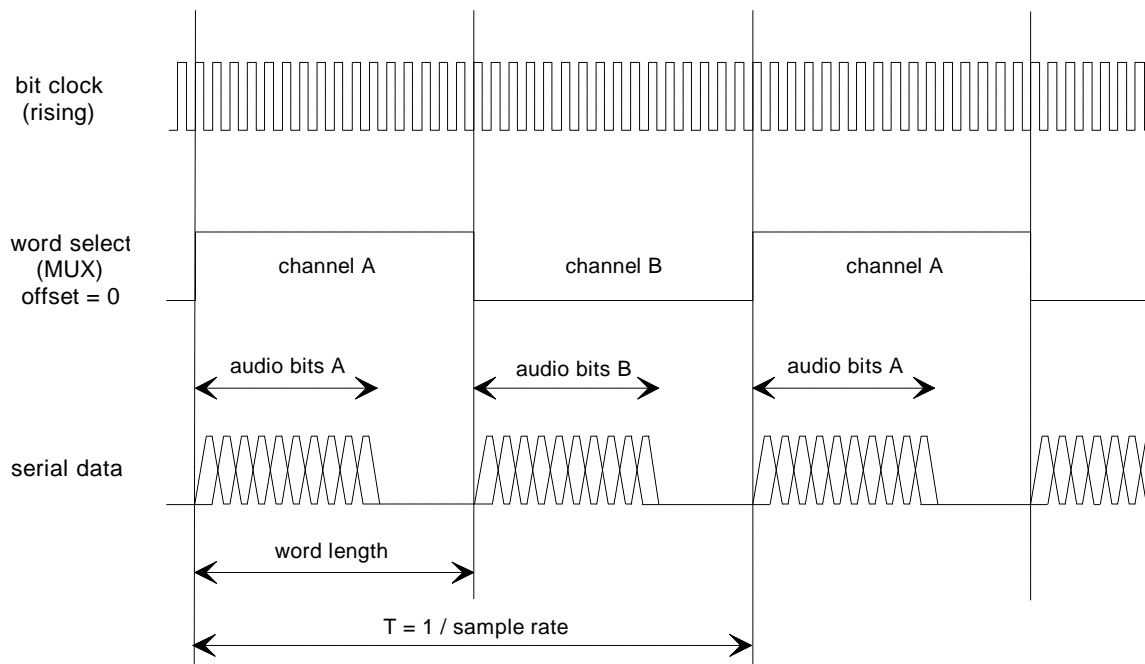 bit clock
(rising)
word select
(MUX)
offset = 0
channel A
channel B
channel A
audio bits A
audio bits B
audio bits A
serial data
word length
T = 1 / sample rate